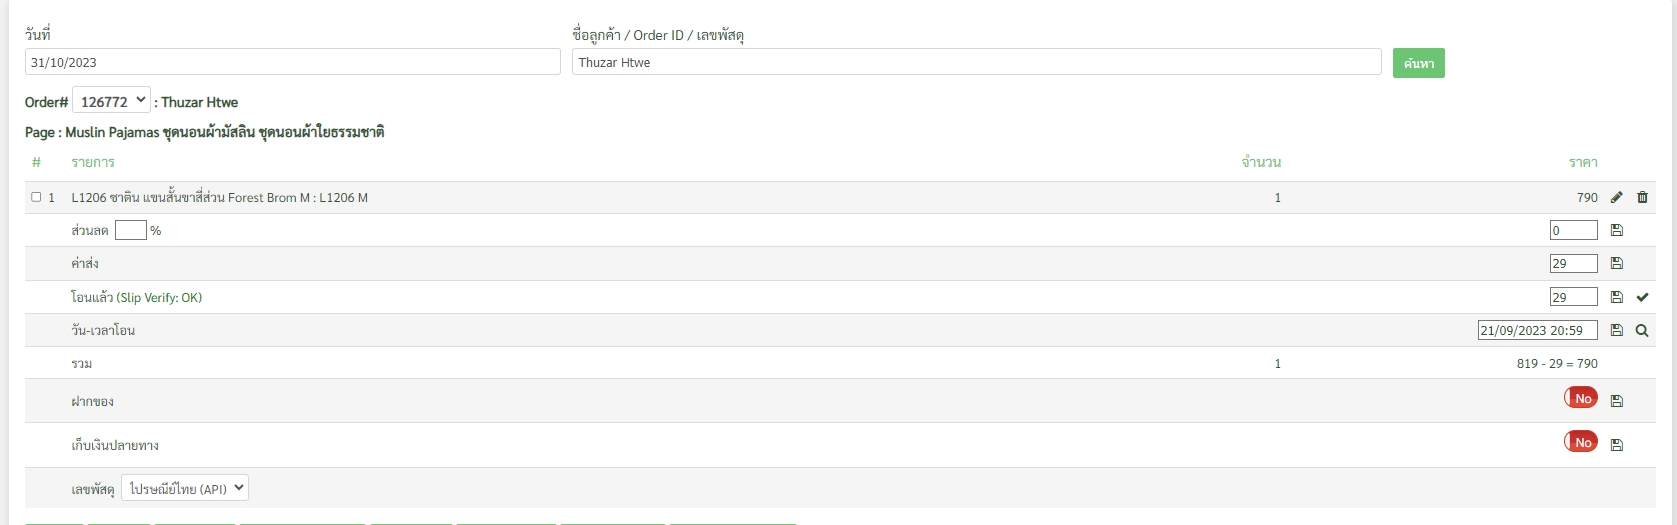 วันที่ ชื่อลูกค้า / Order ID / เลขพัสดุ
31/10/2023 Thuzar Htwe ค้นหา
Order# 126772 : Thuzar Htwe
Page : Muslin Pajamas ชุดนอนผ้ามัสลิน ชุดนอนผ้าใยธรรมชาติ
# รายการ จำนวน ราคา
1 L1206 ซาติน แขนสั้นขาสี่ส่วน Forest Brom M : L1206 M 1 790
ส่วนลด % 0
ค่าส่ง 29
โอนแล้ว (Slip Verify: OK) 29
วัน-เวลาโอน 21/09/2023 20:59
รวม 1 819 - 29 = 790
ฝากของ No
เก็บเงินปลายทาง No
เลขพัสดุ ไปรษณีย์ไทย (API)